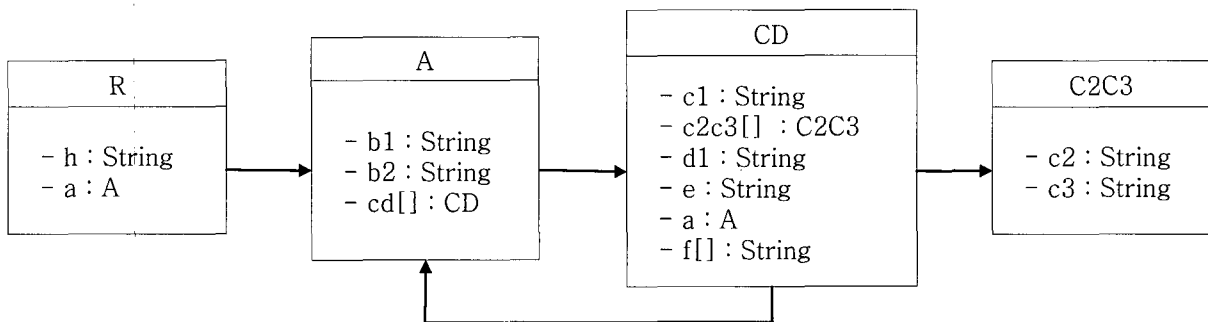 R
- h : String
- a : A
A
- b1 : String
- b2 : String
- cd[] : CD
CD
- c1 : String
- c2c3[] : C2C3
- d1 : String
- e : String
- a : A
- f[] : String
C2C3
- c2 : String
- c3 : String